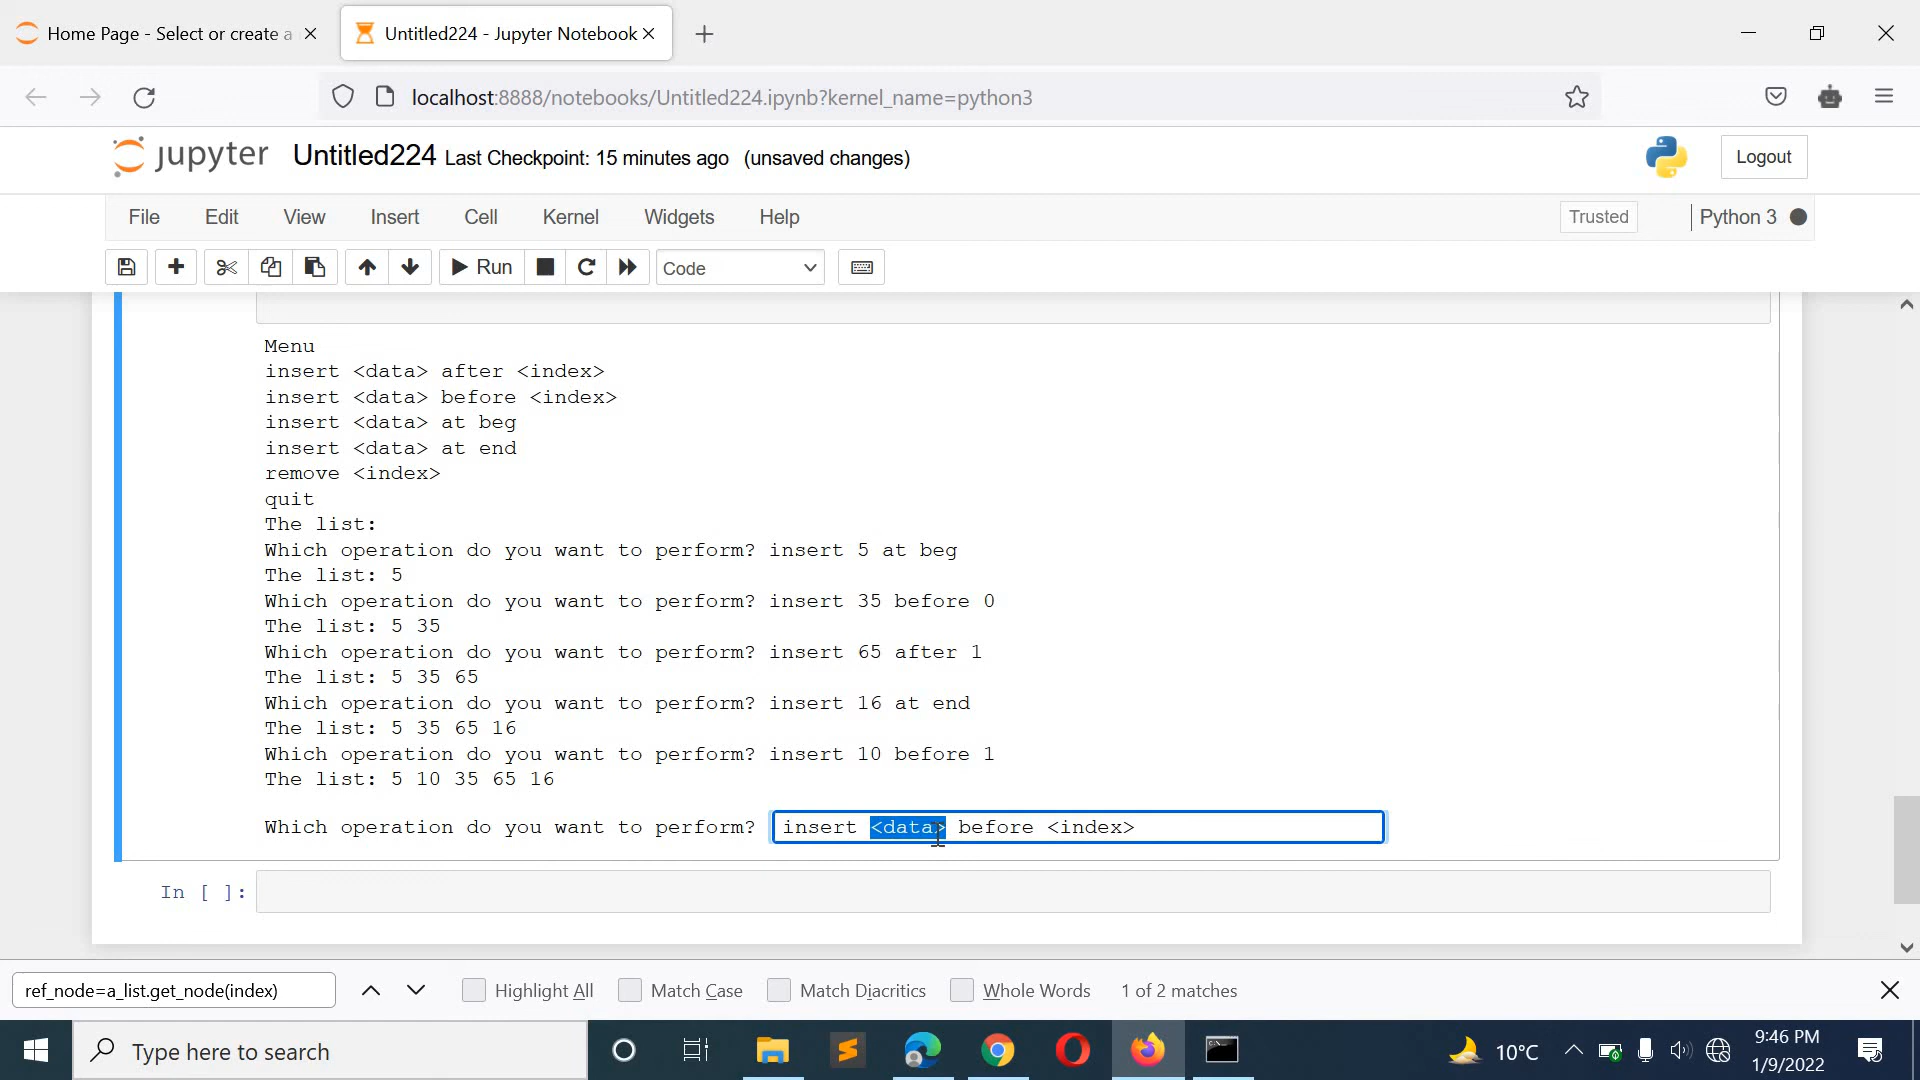 Home Page - Select or create a
Untitled224 - Jupyter Notebook
localhost:8888/notebooks/Untitled224.ipynb?kernel_name=python3
jupyter Untitled224 Last Checkpoint: 15 minutes ago (unsaved changes)
Logout
File Edit View Insert Cell Kernel Widgets Help
Trusted Python 3
Run Code
Menu
insert <data> after <index>
insert <data> before <index>
insert <data> at beg
insert <data> at end
remove <index>
quit
The list:
Which operation do you want to perform? insert 5 at beg
The list: 5
Which operation do you want to perform? insert 35 before 0
The list: 5 35
Which operation do you want to perform? insert 65 after 1
The list: 5 35 65
Which operation do you want to perform? insert 16 at end
The list: 5 35 65 16
Which operation do you want to perform? insert 10 before 1
The list: 5 10 35 65 16
Which operation do you want to perform? insert <data> before <index>
In [ ]:
ref_node=a_list.get_node(index) Highlight All Match Case Match Diacritics Whole Words 1 of 2 matches
Type here to search
10°C
9:46 PM
1/9/2022